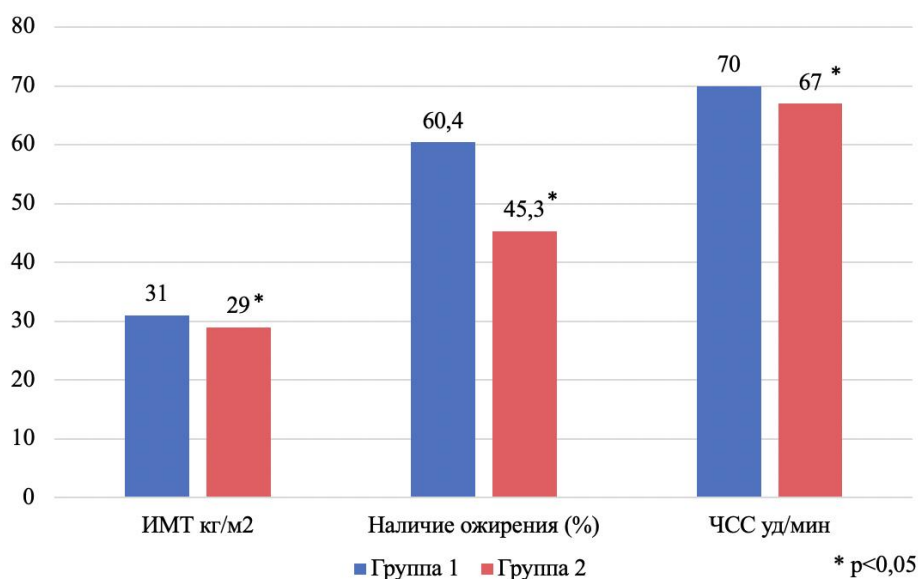 80
70
60
50
40
30
20
10
0
31
29*
60,4
45,3*
70
67 *
ИМТ кг/м2
Наличие ожирения (%)
ЧСС уд/мин
Группа 1
Группа 2
* p<0,05